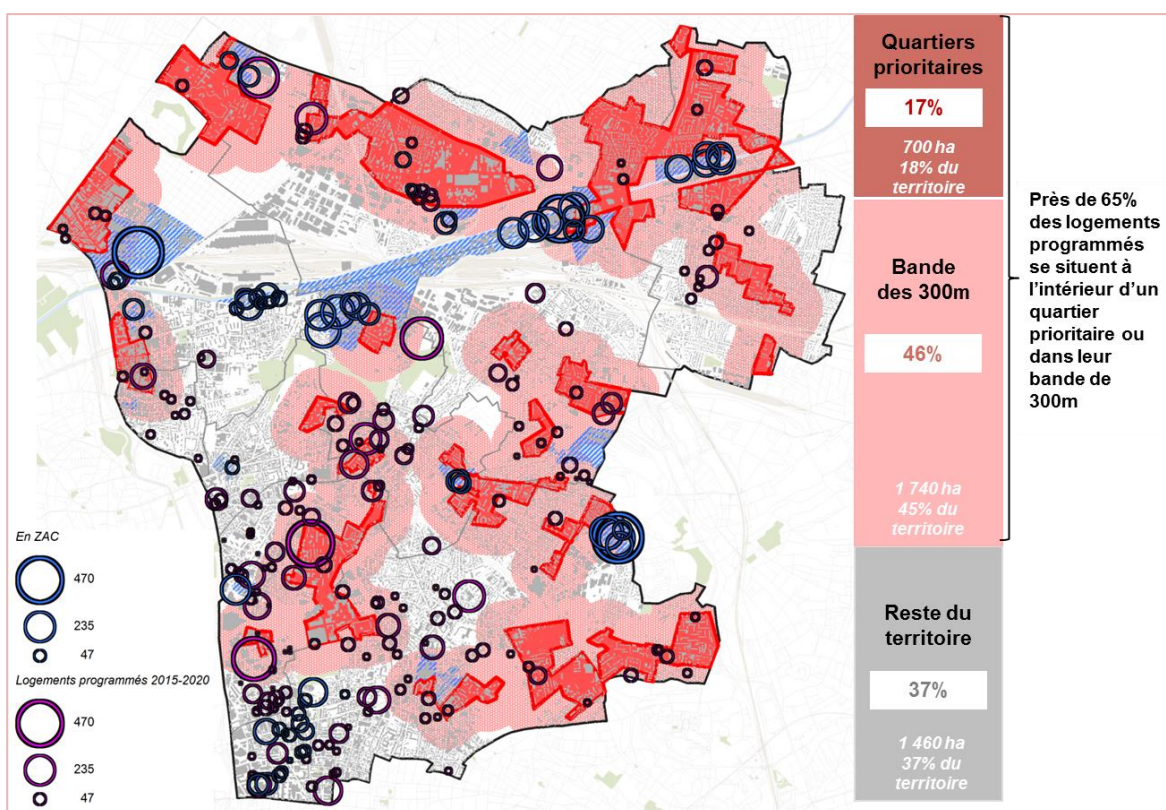 En ZAC
470
235
47
Logements programmés 2015-2020
470
235
47
Quartiers
prioritaires
17%
700 ha
18% du
territoire
Bande
des 300m
46%
1 740 ha
45% du
territoire
Reste du
territoire
37%
1 460 ha
37% du
territoire
Près de 65%
des logements
programmés
se situent à
l'intérieur d'un
quartier
prioritaire ou
dans leur
bande de
300m